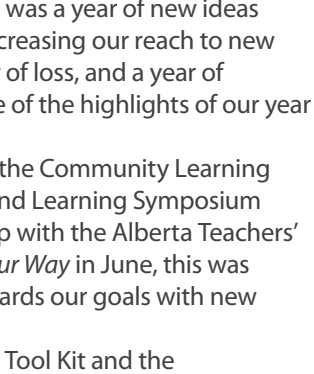 was a year of new ideas
creasing our reach to new
of loss, and a year of
e of the highlights of our year
the Community Learning
nd Learning Symposium
p with the Alberta Teachers’
ur Way in June, this was
ards our goals with new
Tool Kit and the